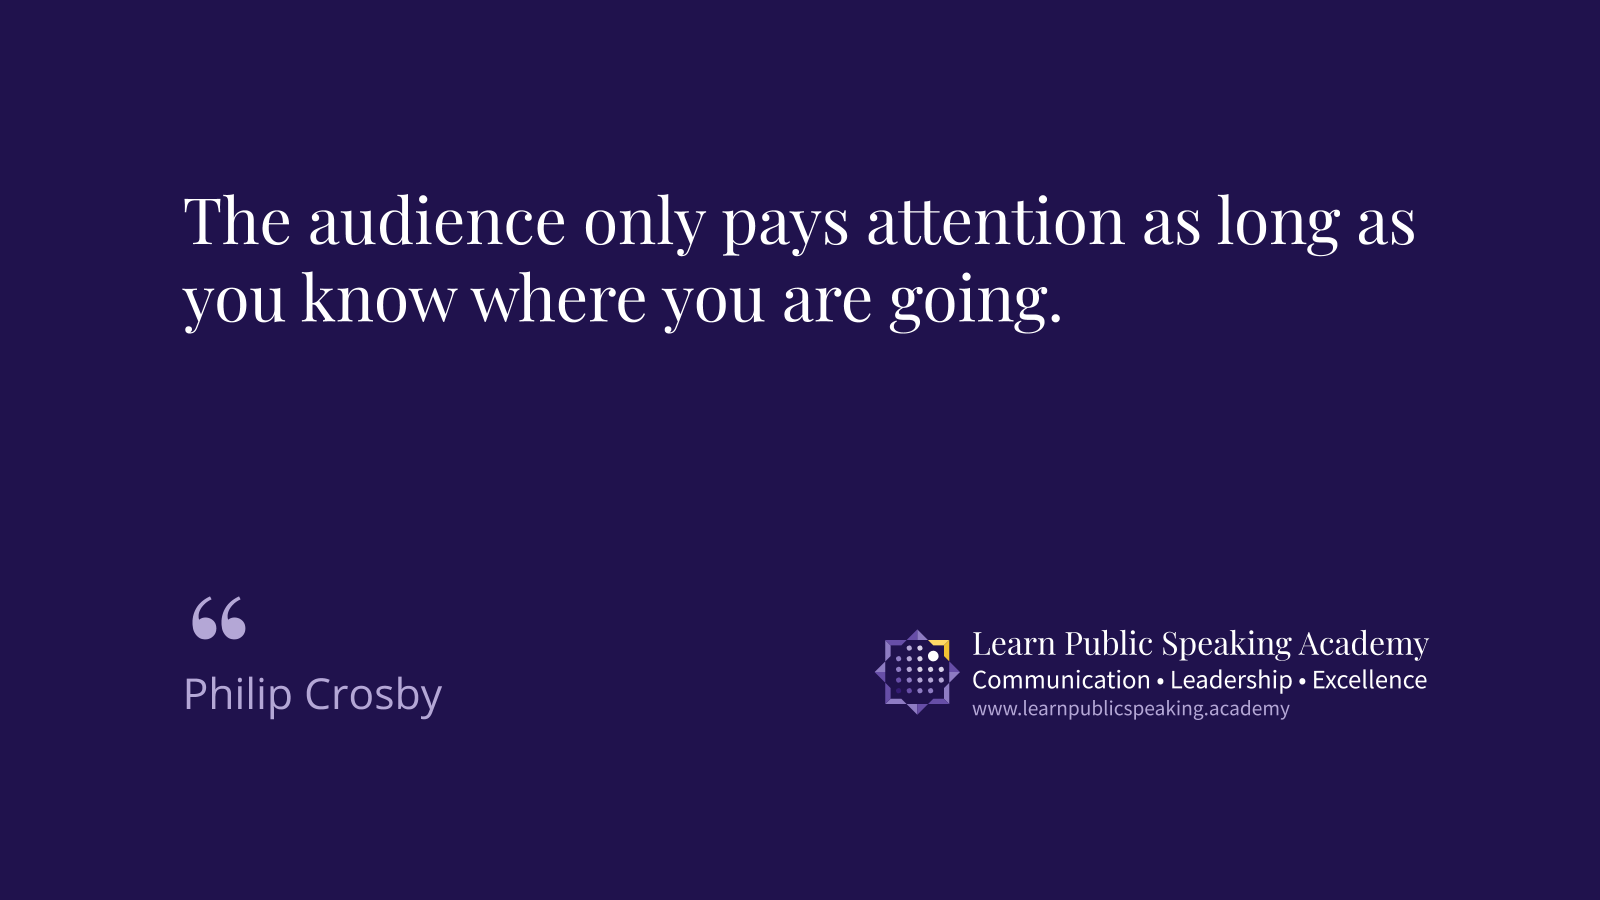 The audience only pays attention as long as
you know where you are going.
“
Philip Crosby
Learn Public Speaking Academy
Communication • Leadership • Excellence
www.learnpublicspeaking.academy